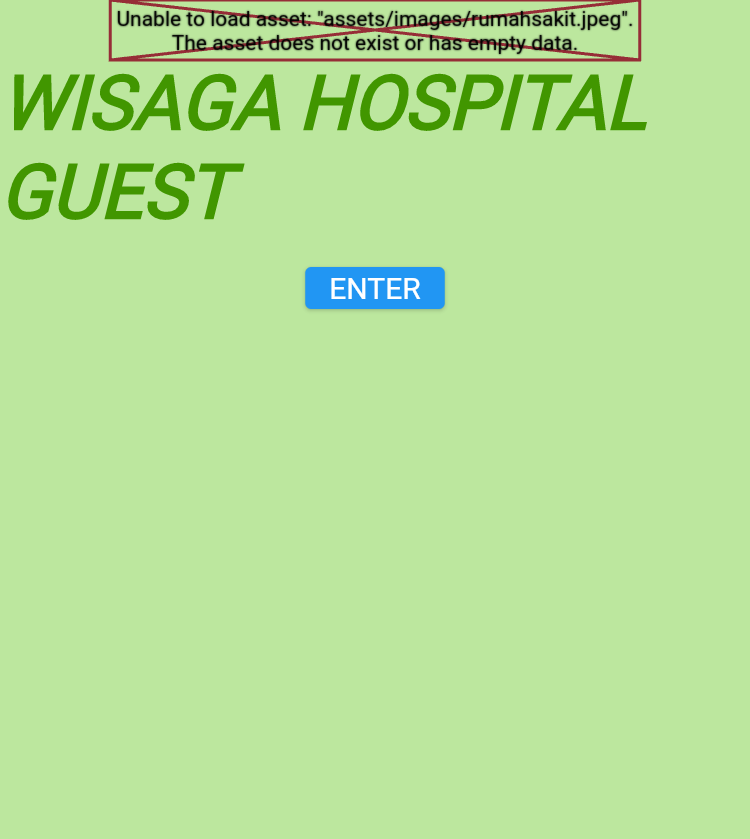 Unable to load asset: "assets/images/rumahsakit.jpeg".
The asset does not exist or has empty data.
WISAGA HOSPITAL
GUEST
ENTER